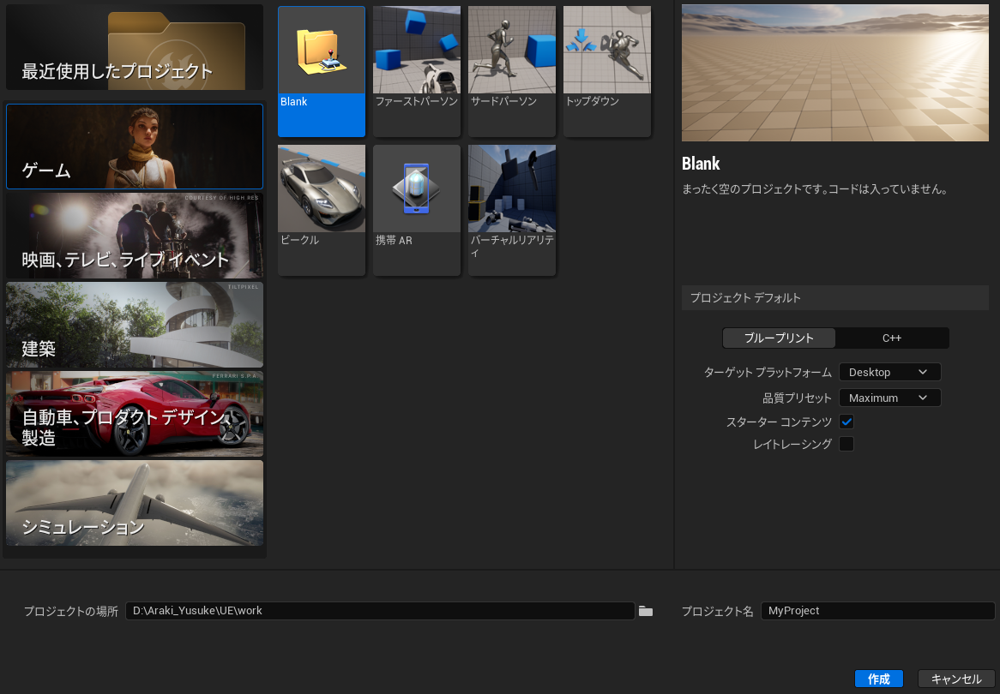 最近使用したプロジェクト
ゲーム
COURTESY OF HIGH RES
映画、テレビ、ライブ イベント
TILTPIXEL
建築
FERRARI S.P.A
自動車、プロダクト デザイン、
製造
シミュレーション
Blank
ファーストパーソン
サードパーソン
トップダウン
ビークル
携帯 AR
バーチャルリアリテ
ィ
Blank
まったく空のプロジェクトです。コードは入っていません。
プロジェクト デフォルト
ブループリント
C++
ターゲット プラットフォーム
Desktop
品質プリセット
Maximum
スターター コンテンツ
レイトレーシング
プロジェクトの場所
D:\Araki_Yusuke\UE\work
プロジェクト名
MyProject
作成
キャンセル